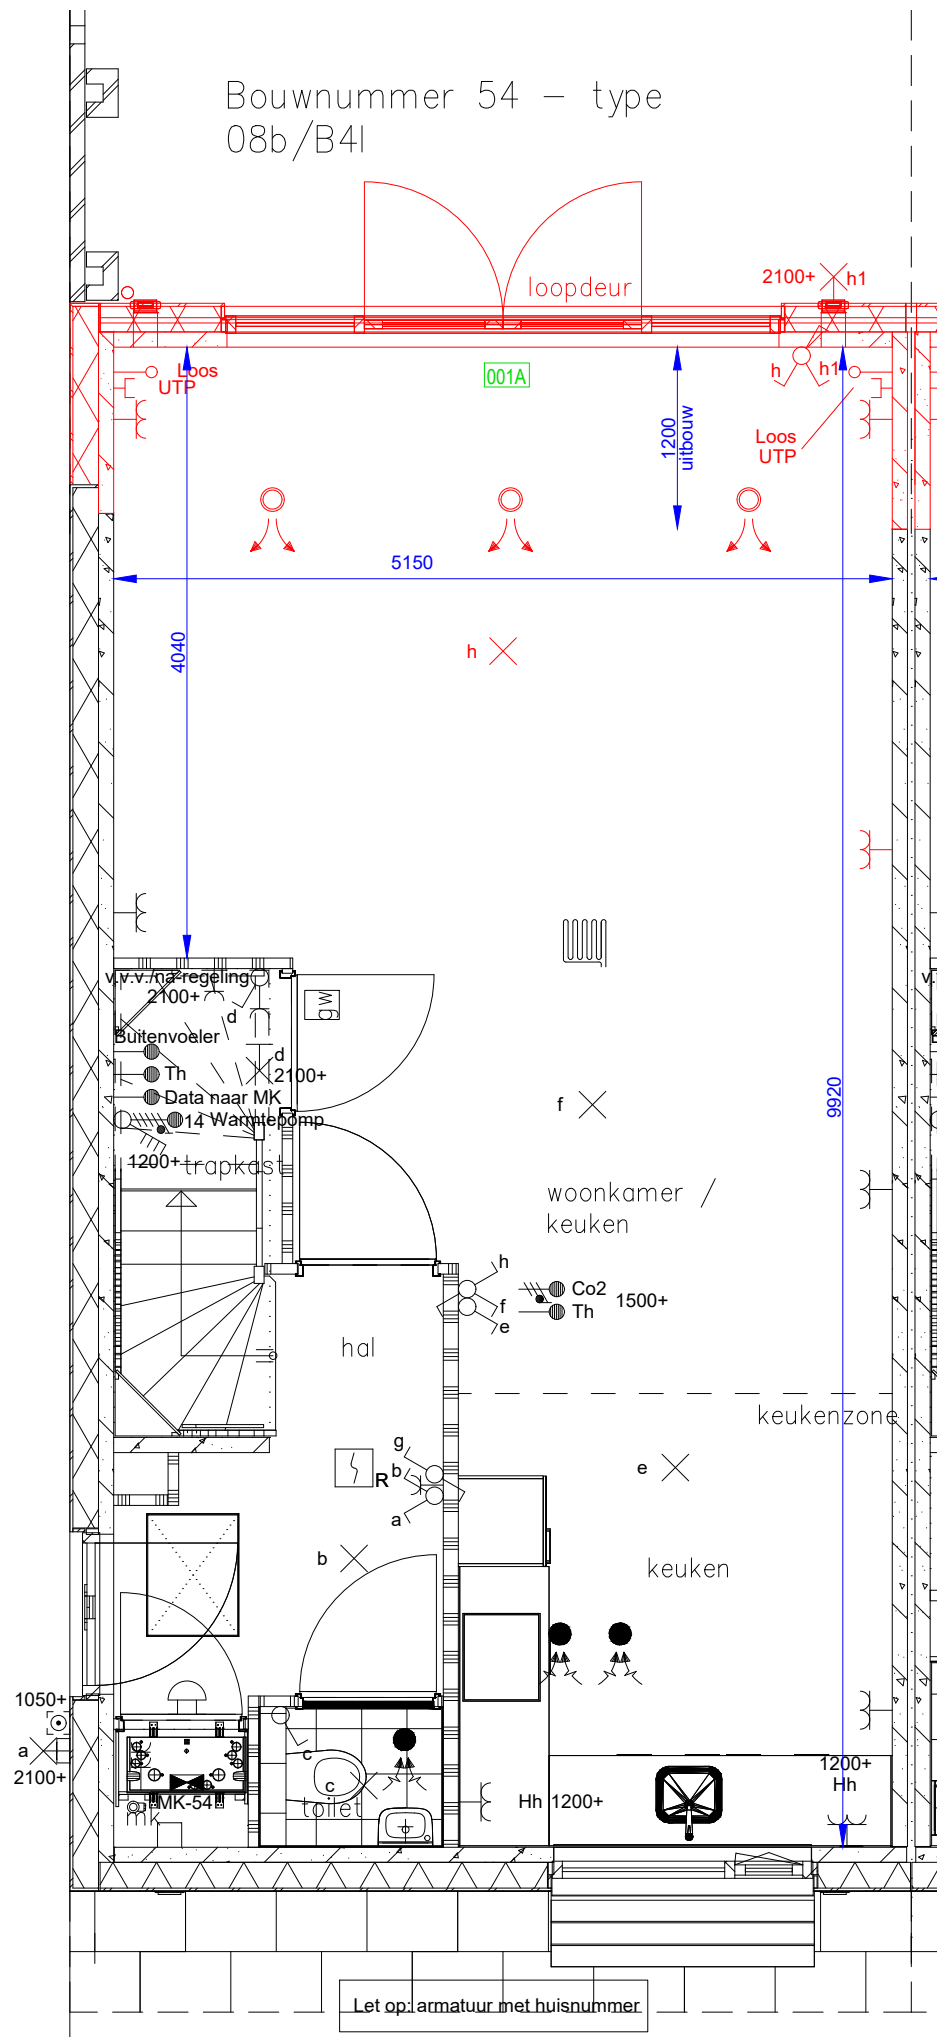 Bouwnummer 54 - type
08b/B4l
loopdeur
2100+
h1
Loos
UTP
001A
h
h1
1200
uitbouw
Loos
UTP
5150
4040
h
v.v.v./na-regeling
2100+
gw
d
Buitenvoeler
d
Th
2100+
Data naar MK
f
9920
14
Warmtepomp
1200+
trapkast
woonkamer /
keuken
h
Co2
1500+
f
Th
e
hal
keukenzone
g
b
R
e
a
b
keuken
1050+
a
2100+
c
c
1200+
Hh
MK-54
toilet
Hh
1200+
mk
Let op: armatuur met huisnummer